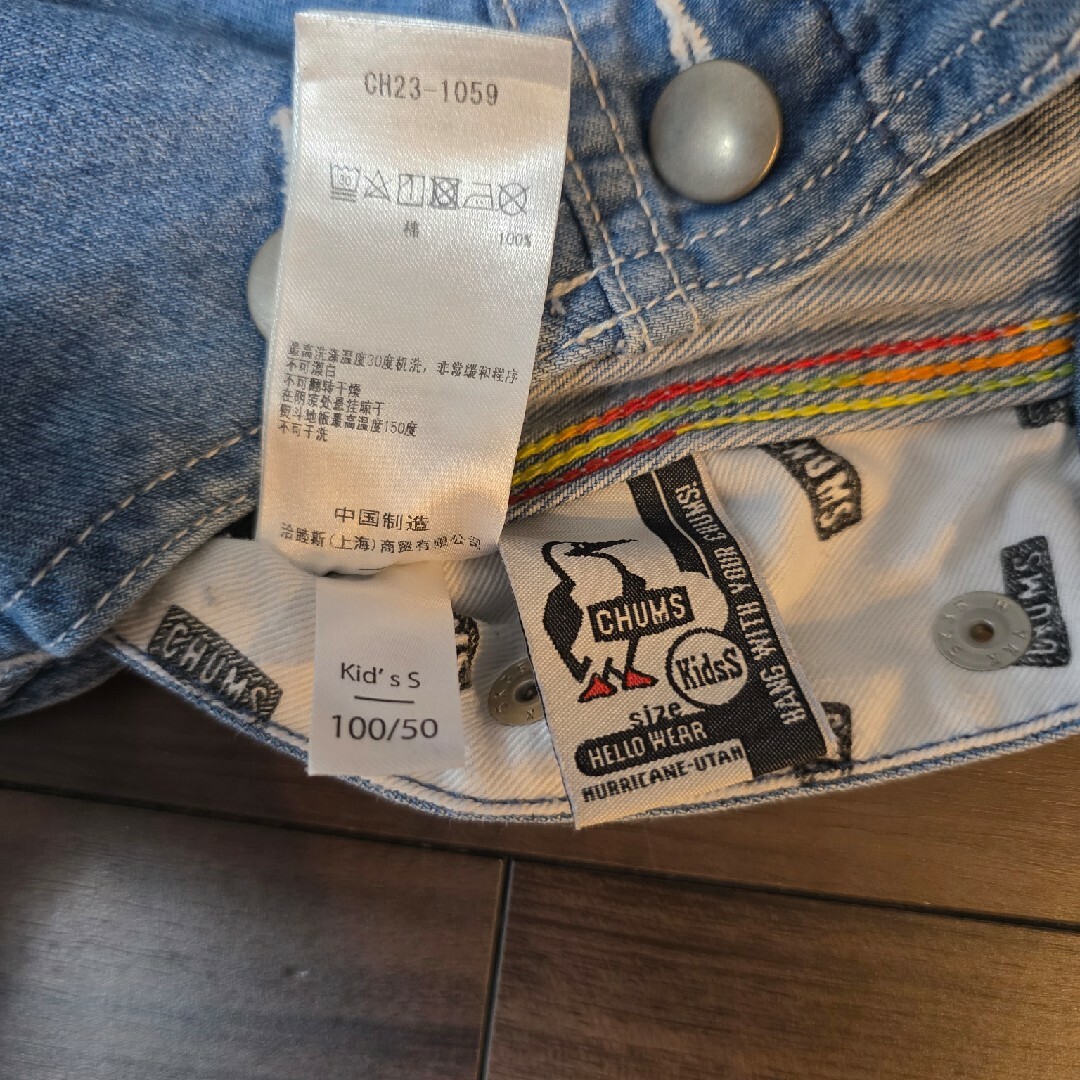 CH23-1059
棉 100%
最高洗涤温度30度机洗，非常缓和程序
不可漂白
不可翻转干燥
在阴凉处悬挂晾干
熨斗地板最高温度150度
不可干洗
中国制造
洽睦斯(上海)商贸有限公司
Kid's S
100/50
CHUMS
KidsS
size
HELLO WEAR
HURRICANE-UTAH
HANG WITH YOUR CHUMS!
CHUMS
CHUMS
CHUMS